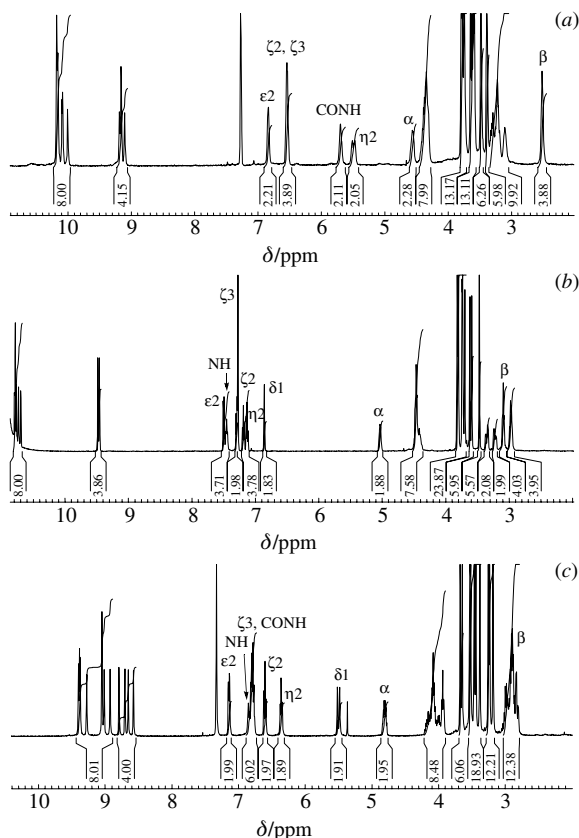 (a)
ζ2, ζ3
β
ε2
CONH
η2
α
8.00 4.15 2.21 3.89 2.11 2.05 2.28 7.99 13.17 13.11 6.26 5.98 9.92 3.88
10 9 8 7 6 5 4 3
δ/ppm
(b)
ζ3
NH
ε2
ζ2
η2
δ1
α
β
8.00 3.86 3.71 1.98 3.78 1.83 1.88 7.58 23.87 5.95 5.57 2.08 1.99 4.03 3.95
10 9 8 7 6 5 4 3
δ/ppm
(c)
ζ3, CONH
NH
ε2
ζ2
η2
δ1
α
β
8.01 4.00 1.99 6.02 1.97 1.89 1.91 1.95 8.48 6.06 18.93 12.21 12.38
10 9 8 7 6 5 4 3
δ/ppm